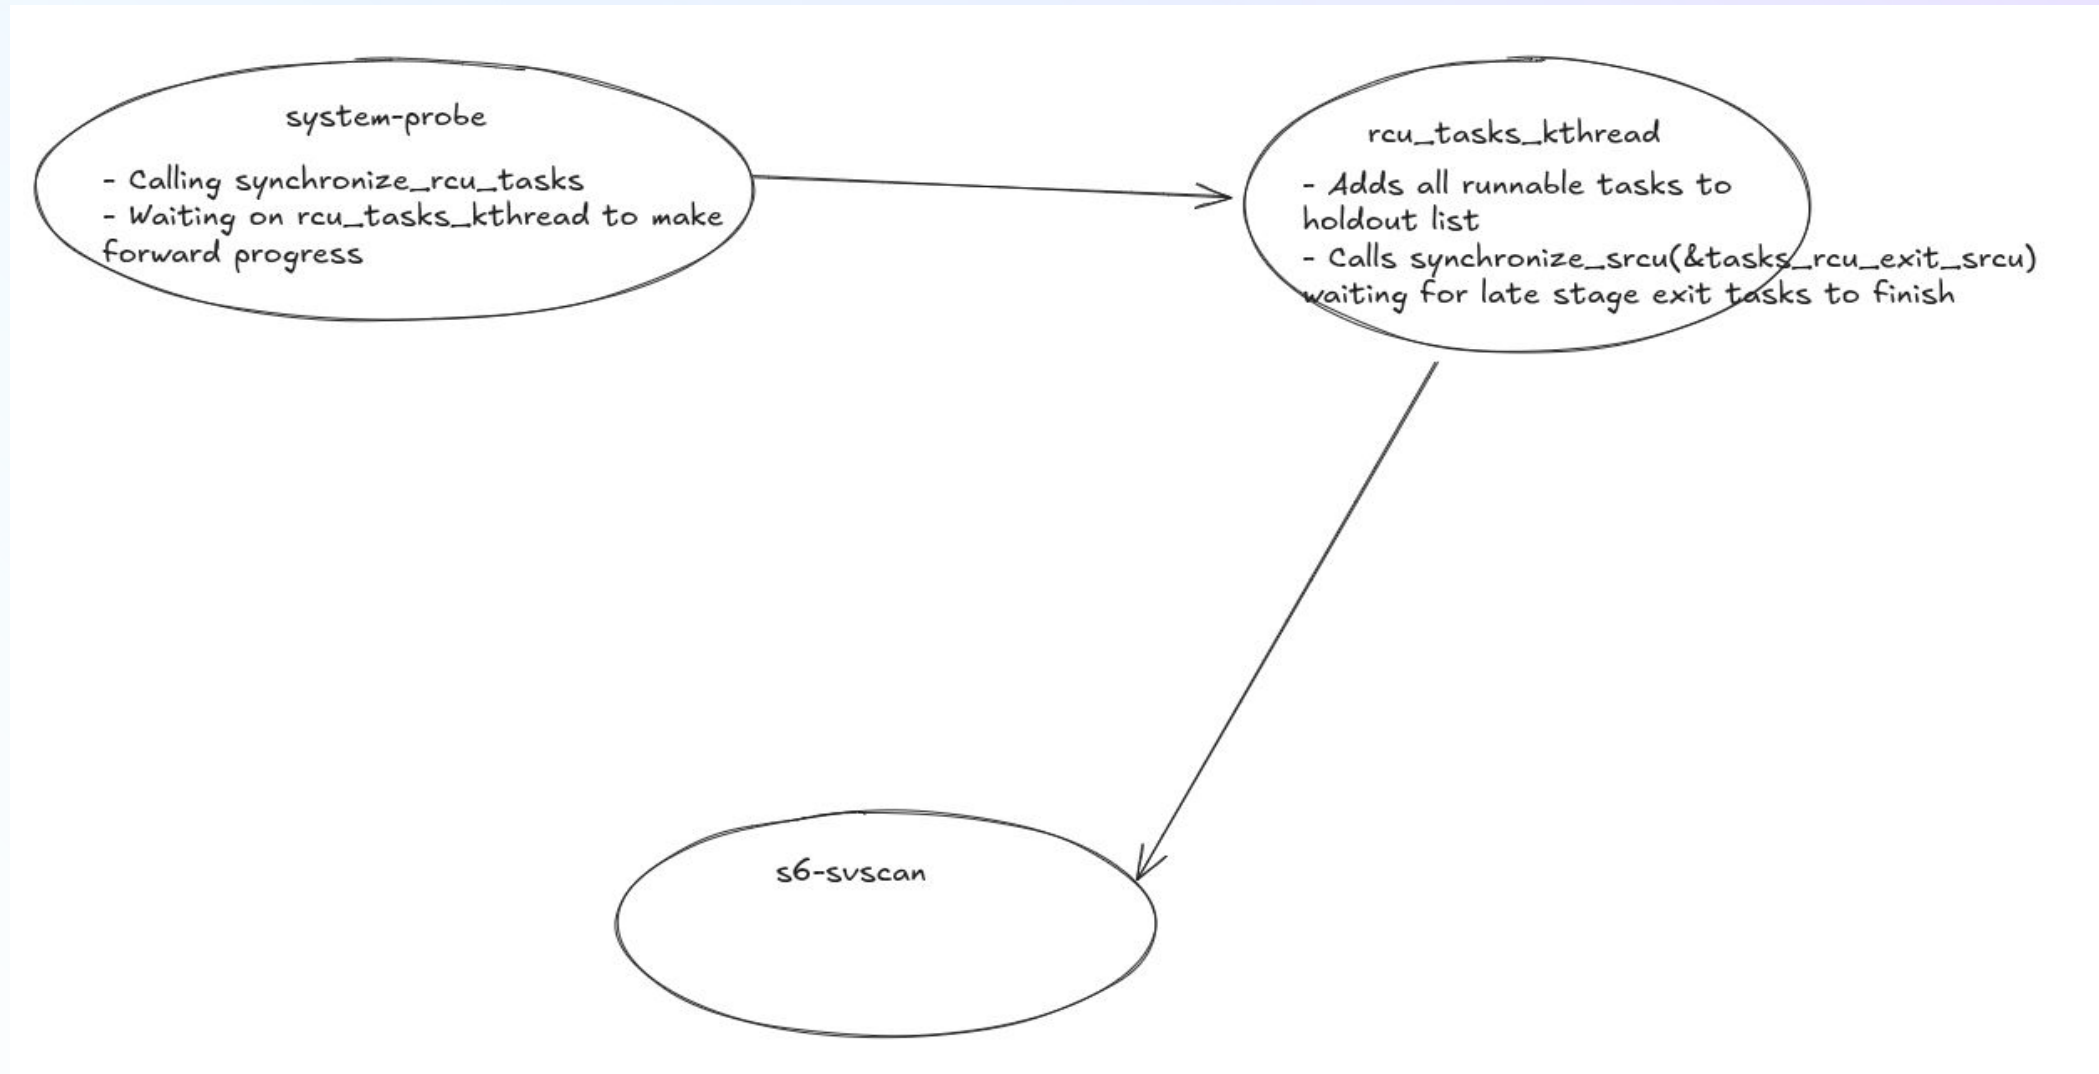 system-probe
- Calling synchronize_rcu_tasks
- Waiting on rcu_tasks_kthread to make
forward progress
rcu_tasks_kthread
- Adds all runnable tasks to
holdout list
- Calls synchronize_srcu(&tasks_rcu_exit_srcu)
waiting for late stage exit tasks to finish
s6-svscan